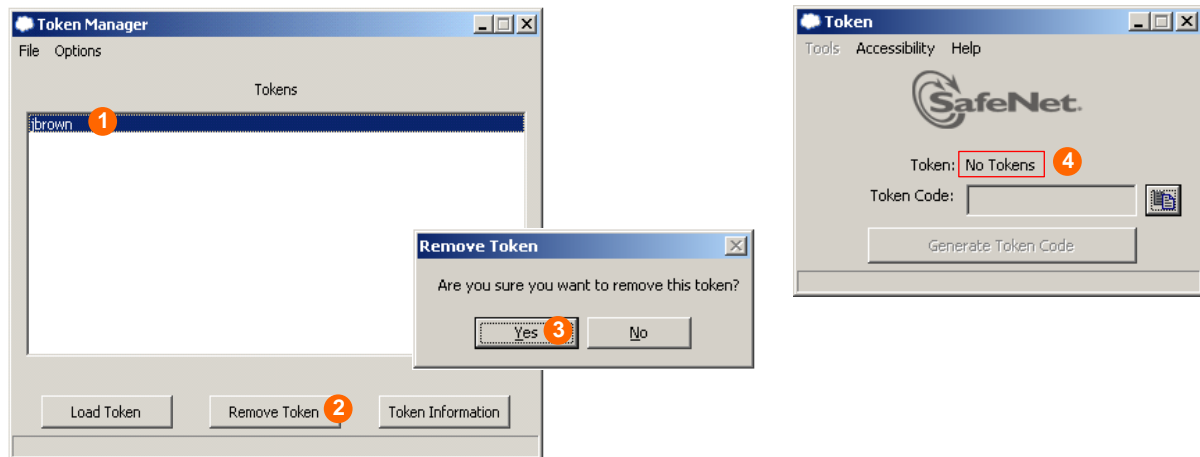 Token Manager
File Options
Tokens
jbrown 1
Load Token
Remove Token 2
Token Information
Remove Token
Are you sure you want to remove this token?
Yes 3
No
Token
Tools Accessibility Help
SafeNet.
Token: No Tokens 4
Token Code:
Generate Token Code